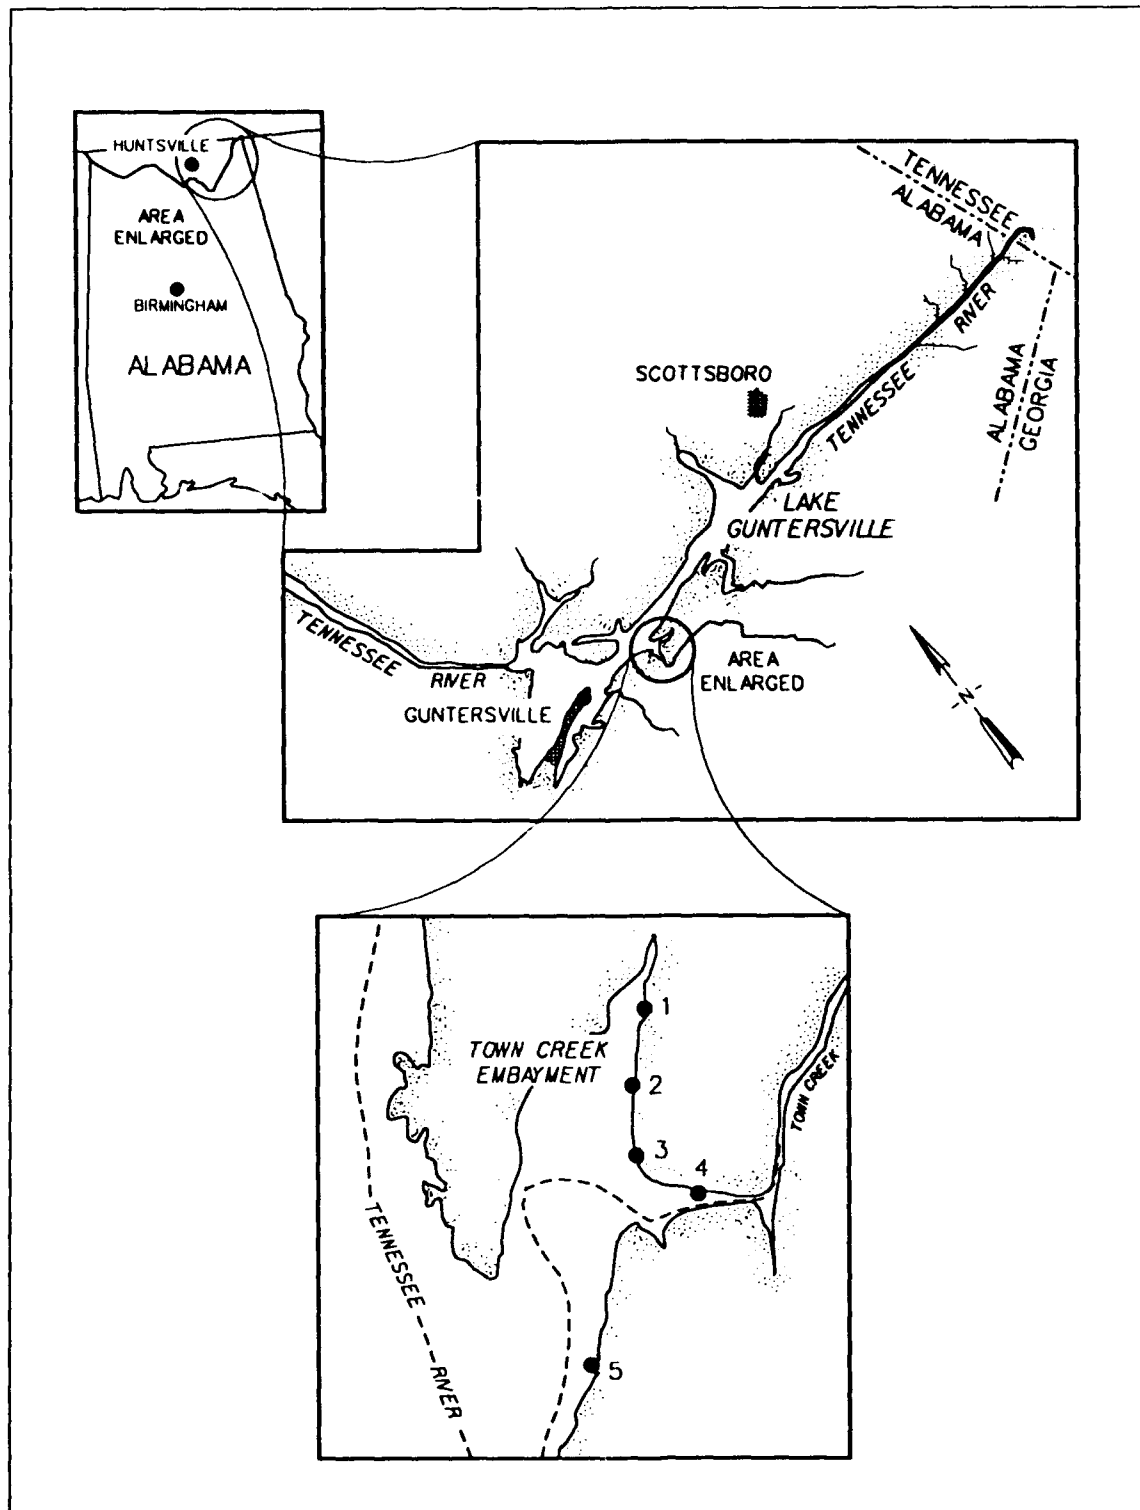 HUNTSVILLE
AREA
ENLARGED
BIRMINGHAM
ALABAMA
TENNESSEE
ALABAMA
RIVER
TENNESSEE
ALABAMA
GEORGIA
SCOTTSBORO
LAKE
GUNTERSVILLE
TENNESSEE
RIVER
GUNTERSVILLE
AREA
ENLARGED
N
1
TOWN CREEK
EMBAYMENT
2
TOWN CREEK
3
4
TENNESSEE
RIVER
5